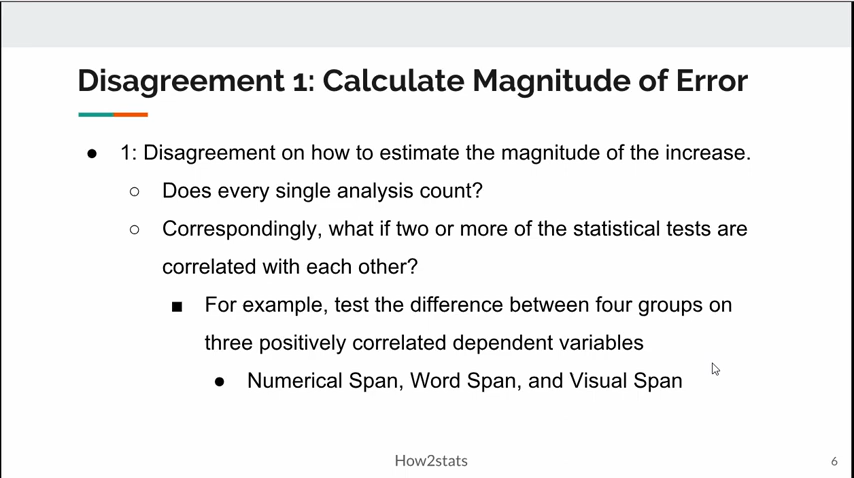 Disagreement 1: Calculate Magnitude of Error
● 1: Disagreement on how to estimate the magnitude of the increase.
○ Does every single analysis count?
○ Correspondingly, what if two or more of the statistical tests are
correlated with each other?
■ For example, test the difference between four groups on
three positively correlated dependent variables
● Numerical Span, Word Span, and Visual Span
How2stats
6